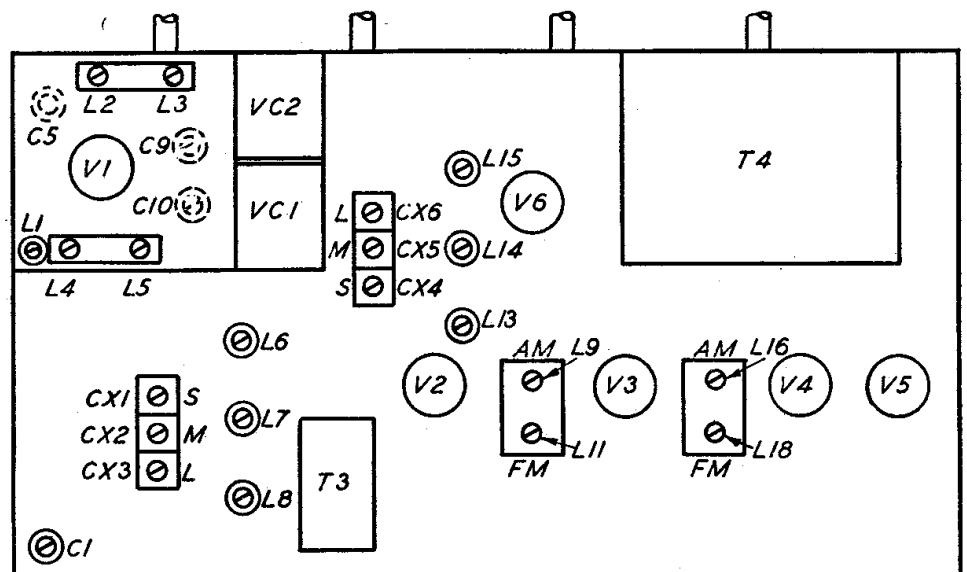 L2 L3
C5
VC2
C9
V1
L15
T4
C10
VC1
L CX6
V6
L1
M CX5
L14
L4 L5
S CX4
L13
L6
AM L9
AM L16
CX1 S
V2
V3
V4
V5
CX2 M
L7
L11
L18
CX3 L
FM
FM
L8
T3
C1